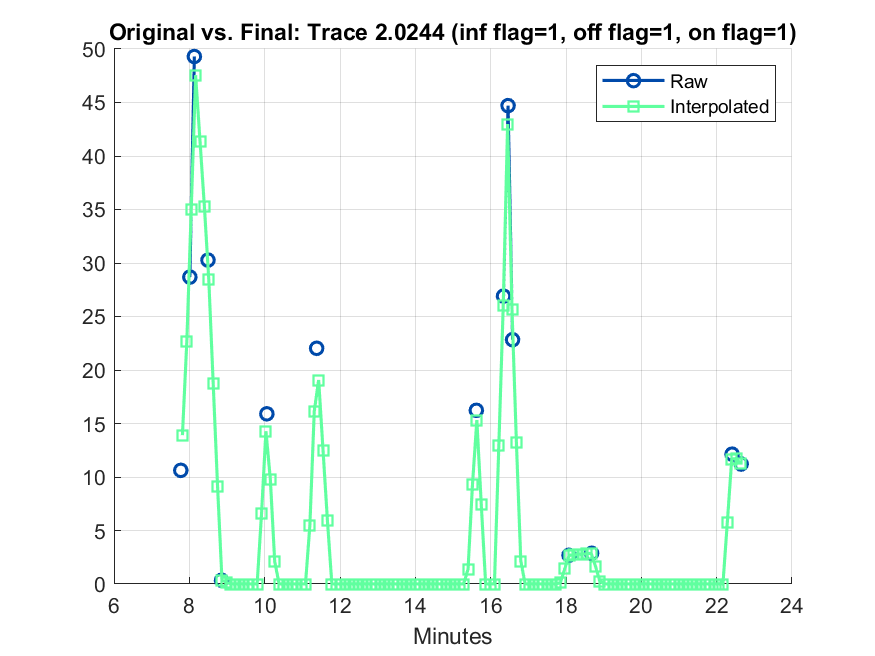 Original vs. Final: Trace 2.0244 (inf flag=1, off flag=1, on flag=1)
50
45
40
35
30
25
20
15
10
5
0
Raw
Interpolated
6 8 10 12 14 16 18 20 22 24
Minutes